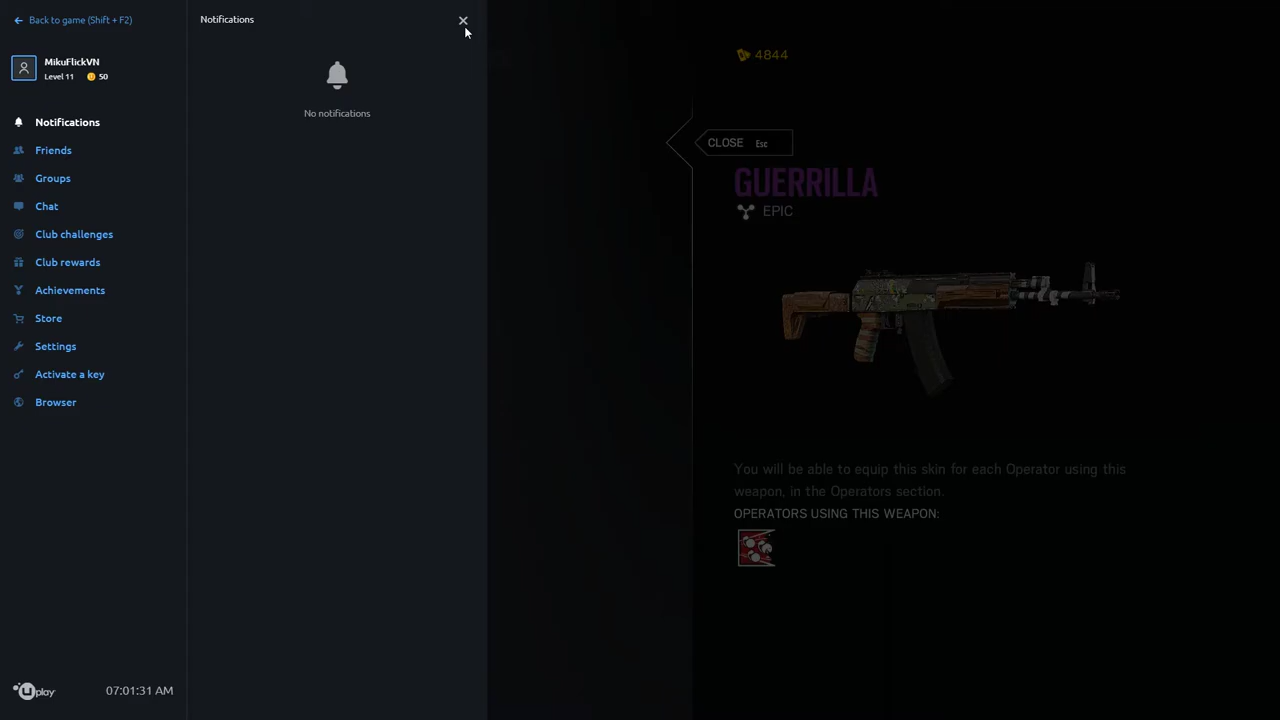 Back to game (Shift + F2)
MikuFlickVN
Level 11 50
Notifications
Friends
Groups
Chat
Club challenges
Club rewards
Achievements
Store
Settings
Activate a key
Browser
uplay 07:01:31 AM
Notifications
No notifications
4844
CLOSE Esc
GUERRILLA
EPIC
You will be able to equip this skin for each Operator using this
weapon, in the Operators section.
OPERATORS USING THIS WEAPON: